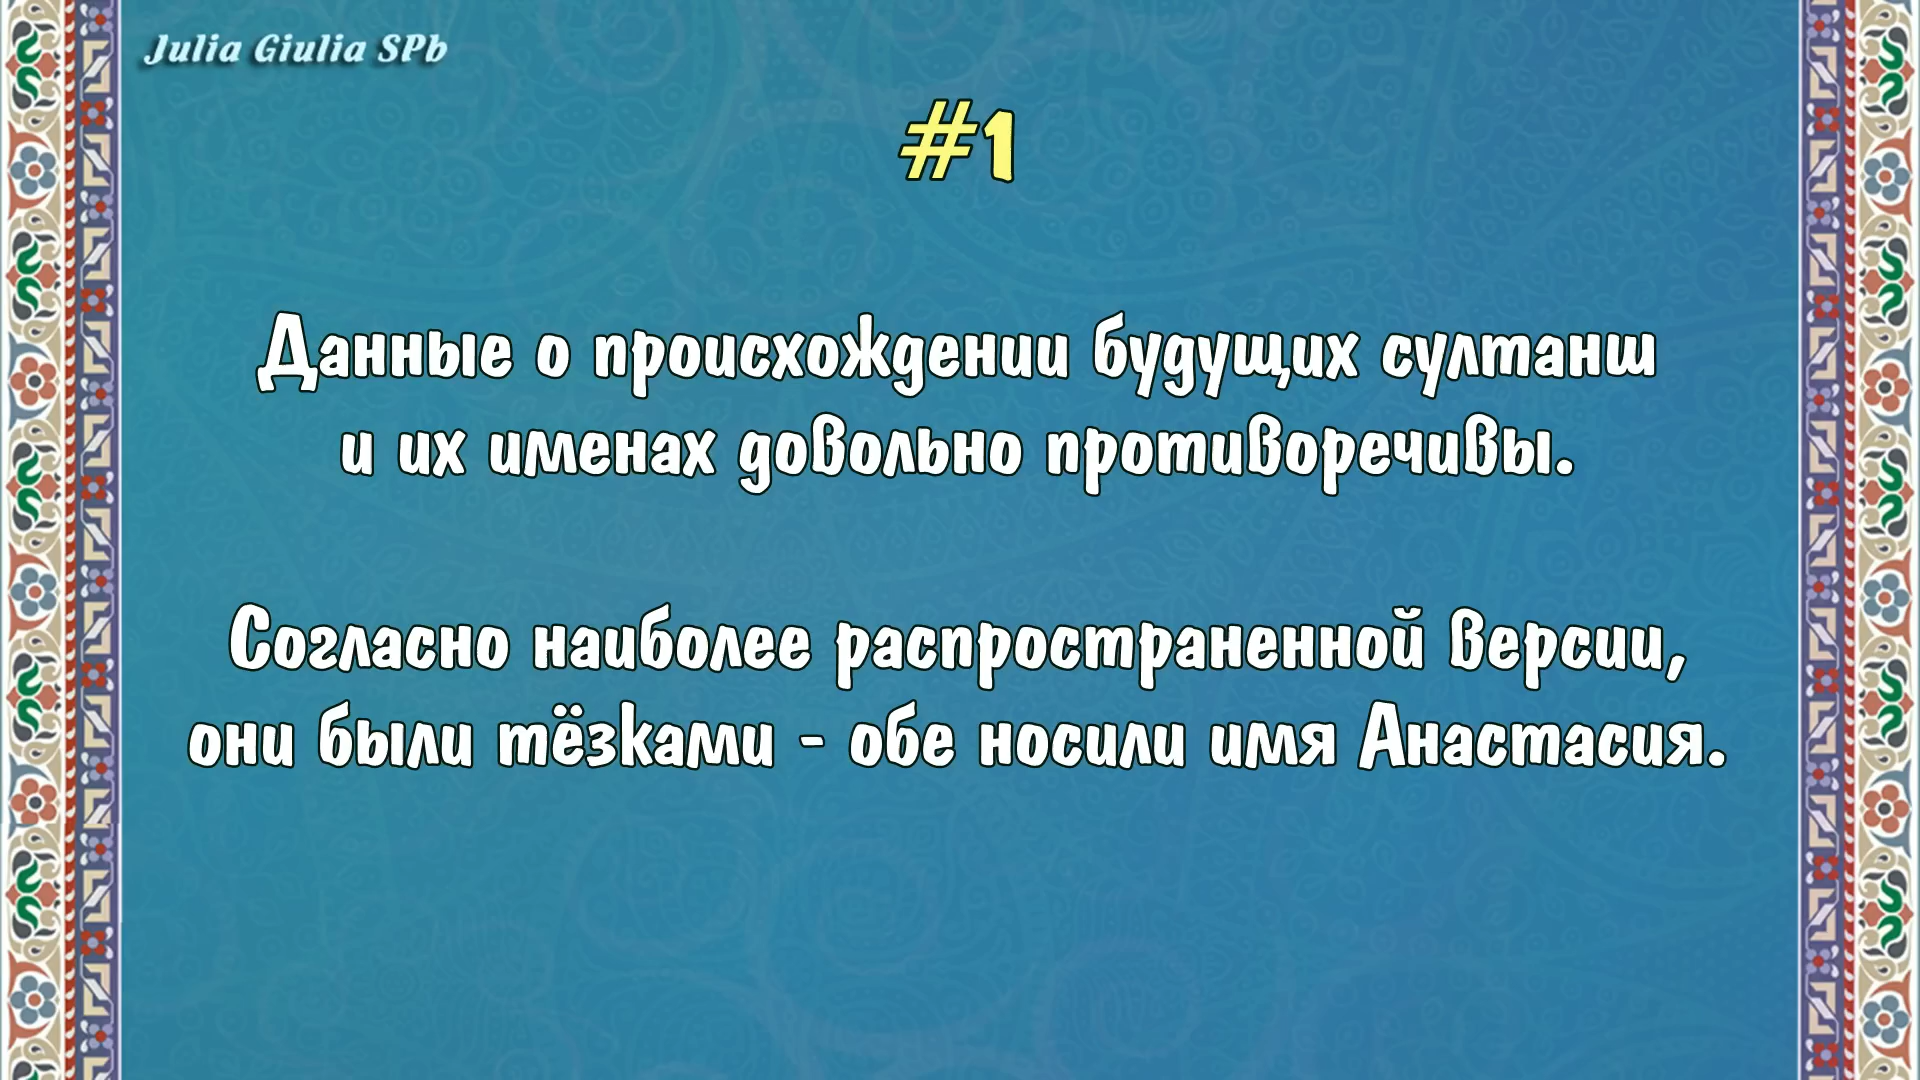 Julia Giulia SPb
#1
Данные о происхождении будущих султанш
и их именах довольно противоречивы.
Согласно наиболее распространенной версии,
они были тёзками - обе носили имя Анастасия.